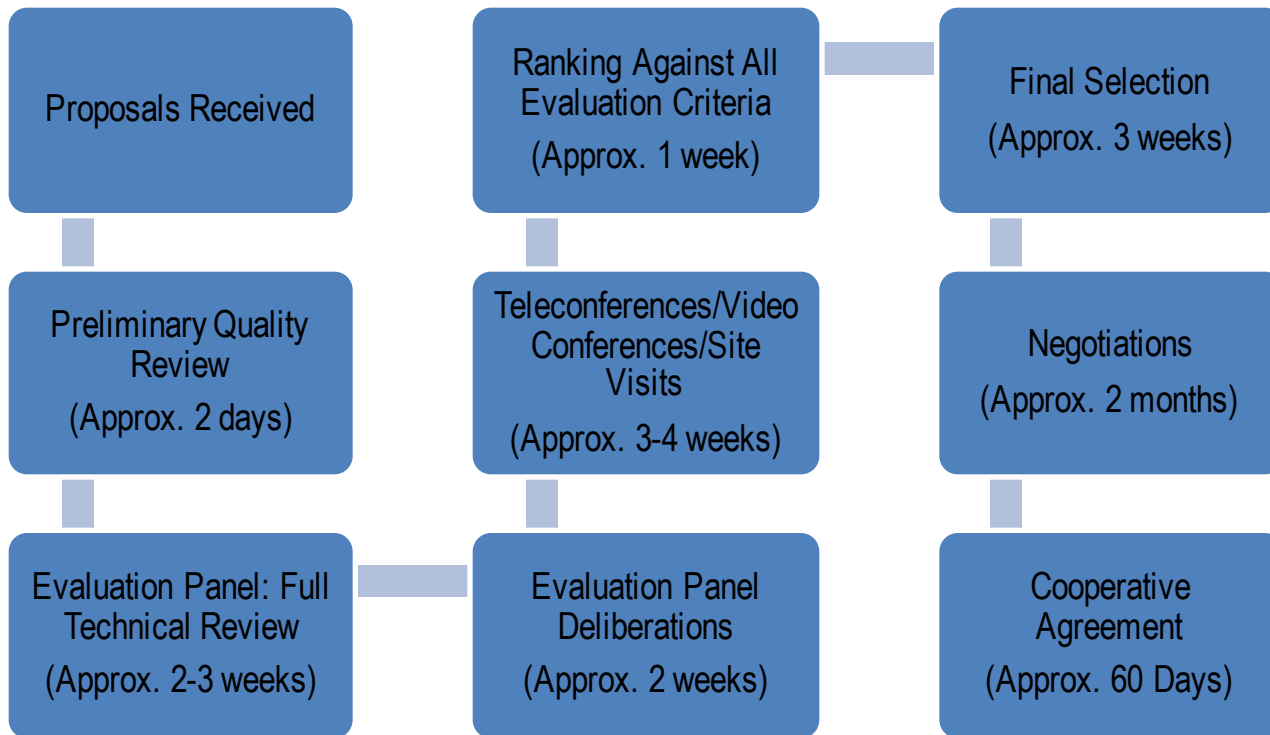 Proposals Received
Preliminary Quality
Review
(Approx. 2 days)
Evaluation Panel: Full
Technical Review
(Approx. 2-3 weeks)
Evaluation Panel
Deliberations
(Approx. 2 weeks)
Teleconferences/Video
Conferences/Site
Visits
(Approx. 3-4 weeks)
Ranking Against All
Evaluation Criteria
(Approx. 1 week)
Final Selection
(Approx. 3 weeks)
Negotiations
(Approx. 2 months)
Cooperative
Agreement
(Approx. 60 Days)